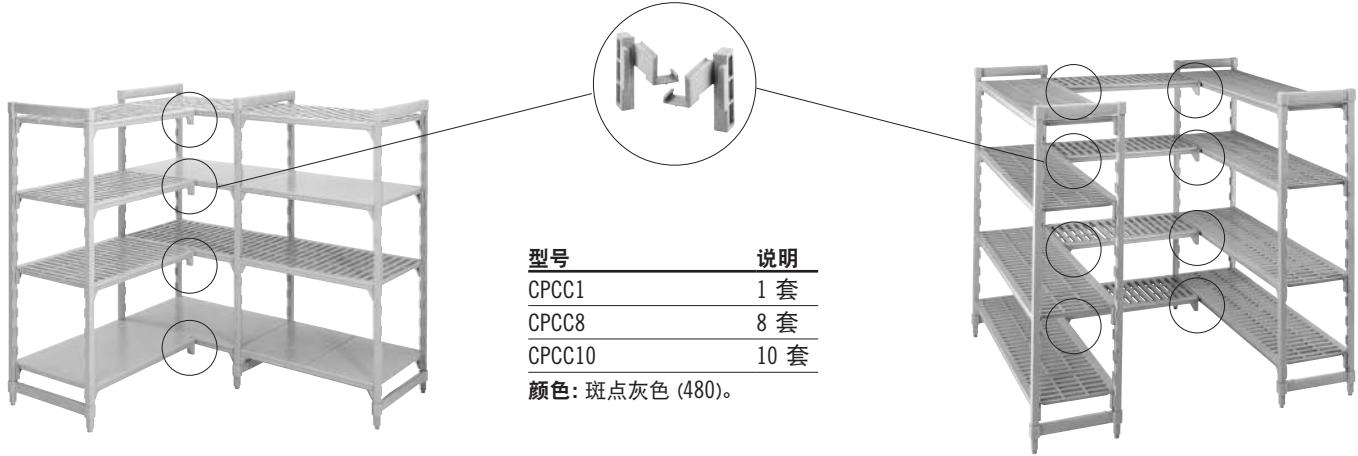 型号 说明
CPCC1 1 套
CPCC8 8 套
CPCC10 10 套
颜色: 斑点灰色 (480)。